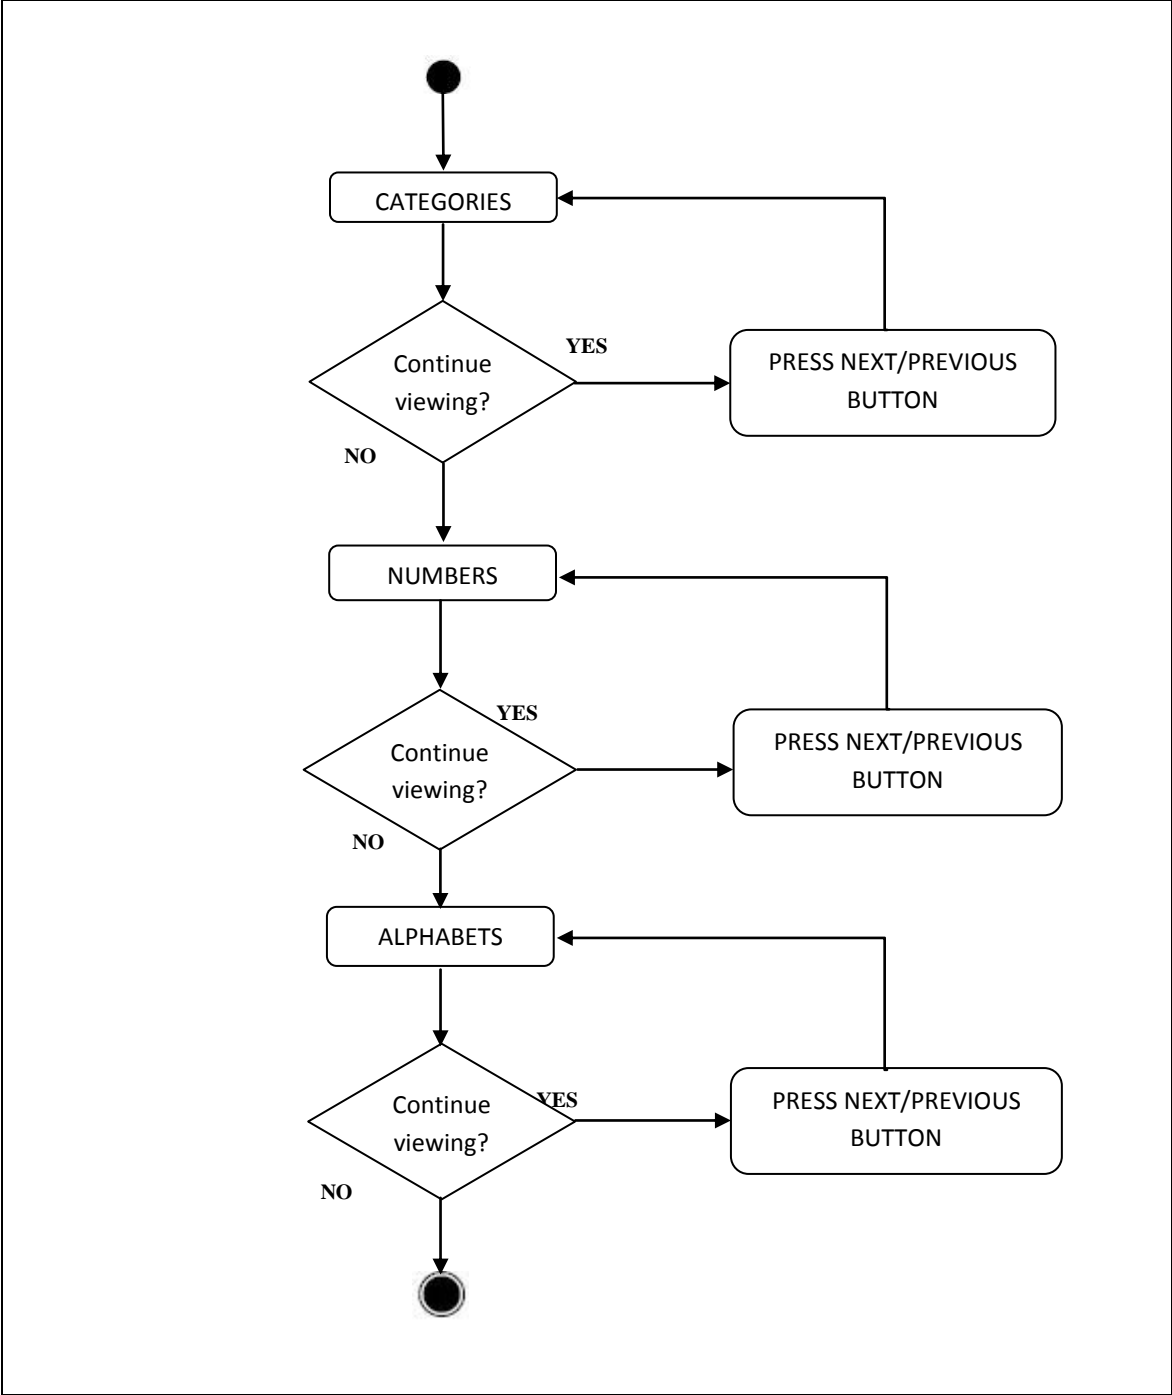 CATEGORIES
YES
Continue
viewing?
PRESS NEXT/PREVIOUS
BUTTON
NO
NUMBERS
YES
Continue
viewing?
PRESS NEXT/PREVIOUS
BUTTON
NO
ALPHABETS
YES
Continue
viewing?
PRESS NEXT/PREVIOUS
BUTTON
NO